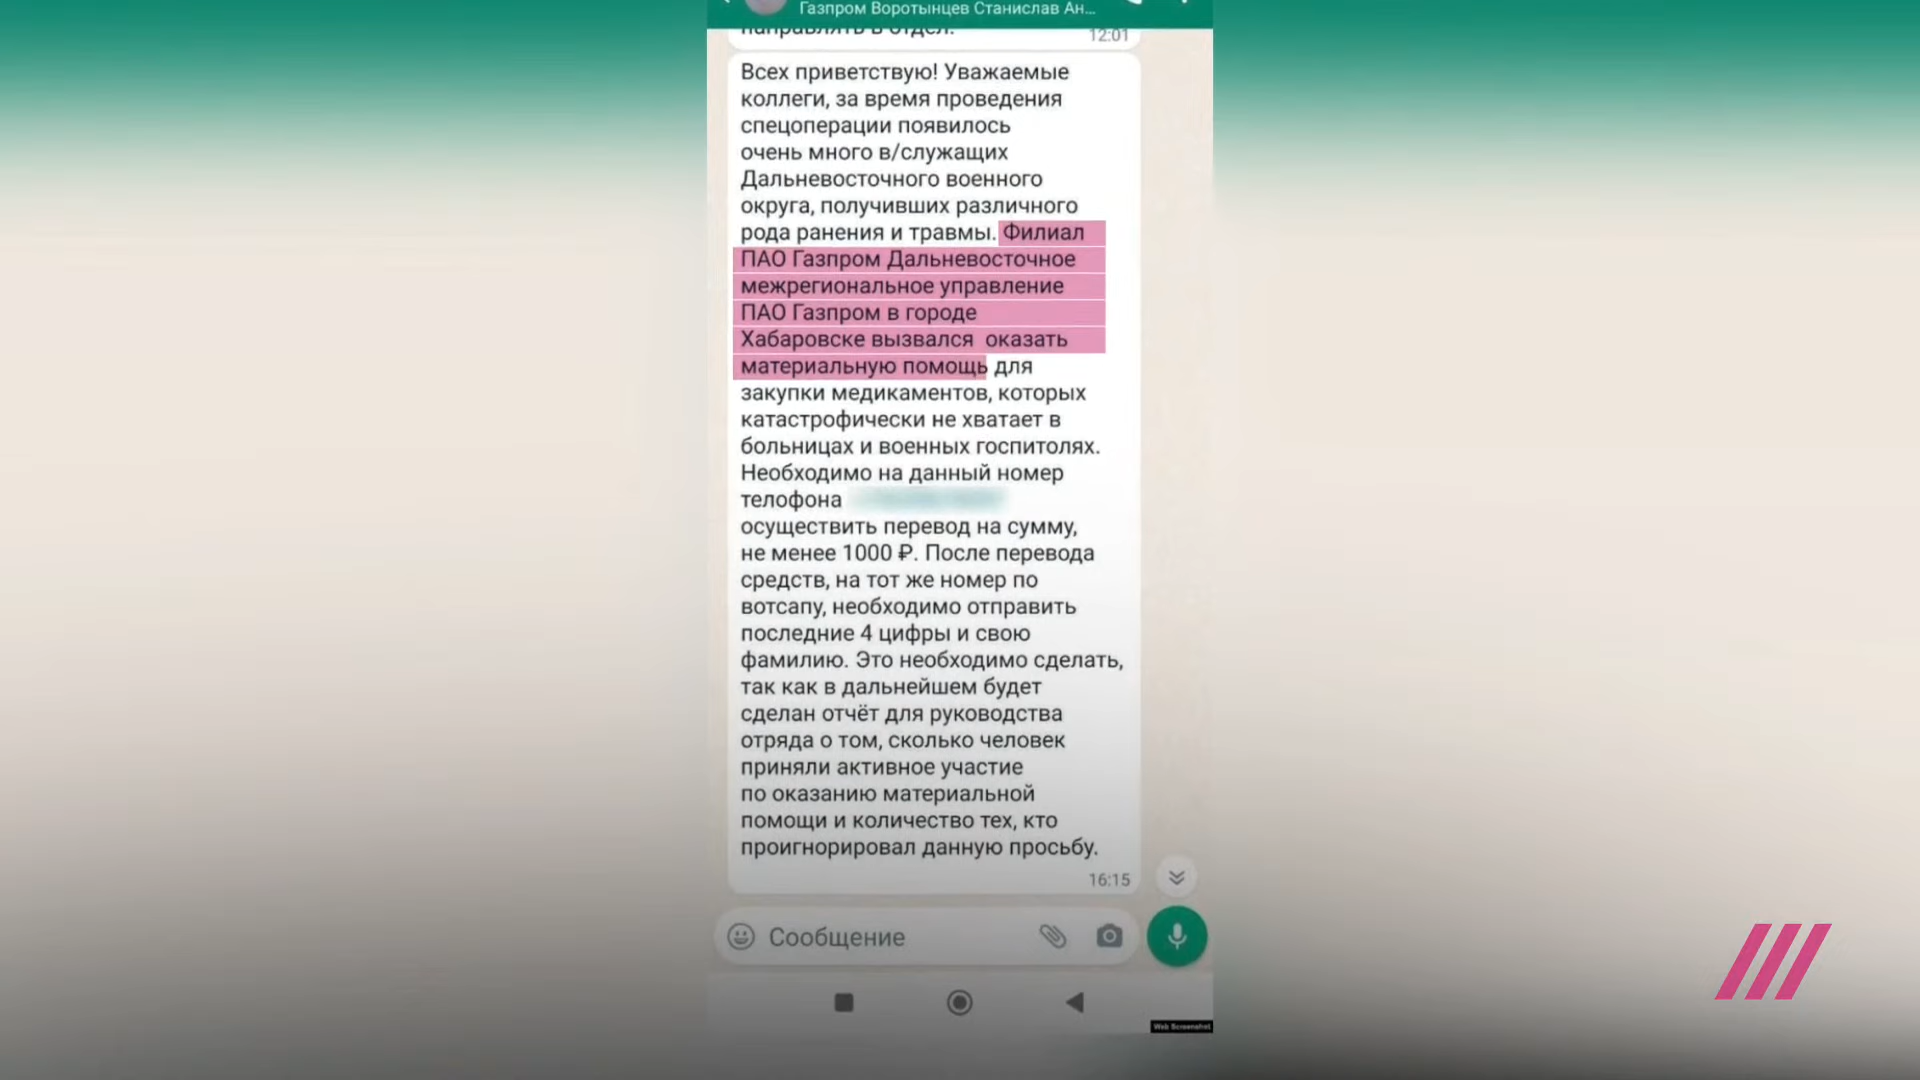 Газпром Воротынцев Станислав Ан...
направлять в отдел.
12:01
Всех приветствую! Уважаемые
коллеги, за время проведения
спецоперации появилось
очень много в/служащих
Дальневосточного военного
округа, получивших различного
рода ранения и травмы. Филиал
ПАО Газпром Дальневосточное
межрегиональное управление
ПАО Газпром в городе
Хабаровске вызвался  оказать
материальную помощь для
закупки медикаментов, которых
катастрофически не хватает в
больницах и военных госпитолях.
Необходимо на данный номер
телофона
осуществить перевод на сумму,
не менее 1000 ₽. После перевода
средств, на тот же номер по
вотсапу, необходимо отправить
последние 4 цифры и свою
фамилию. Это необходимо сделать,
так как в дальнейшем будет
сделан отчёт для руководства
отряда о том, сколько человек
приняли активное участие
по оказанию материальной
помощи и количество тех, кто
проигнорировал данную просьбу.
16:15
Сообщение
Web Screenshot